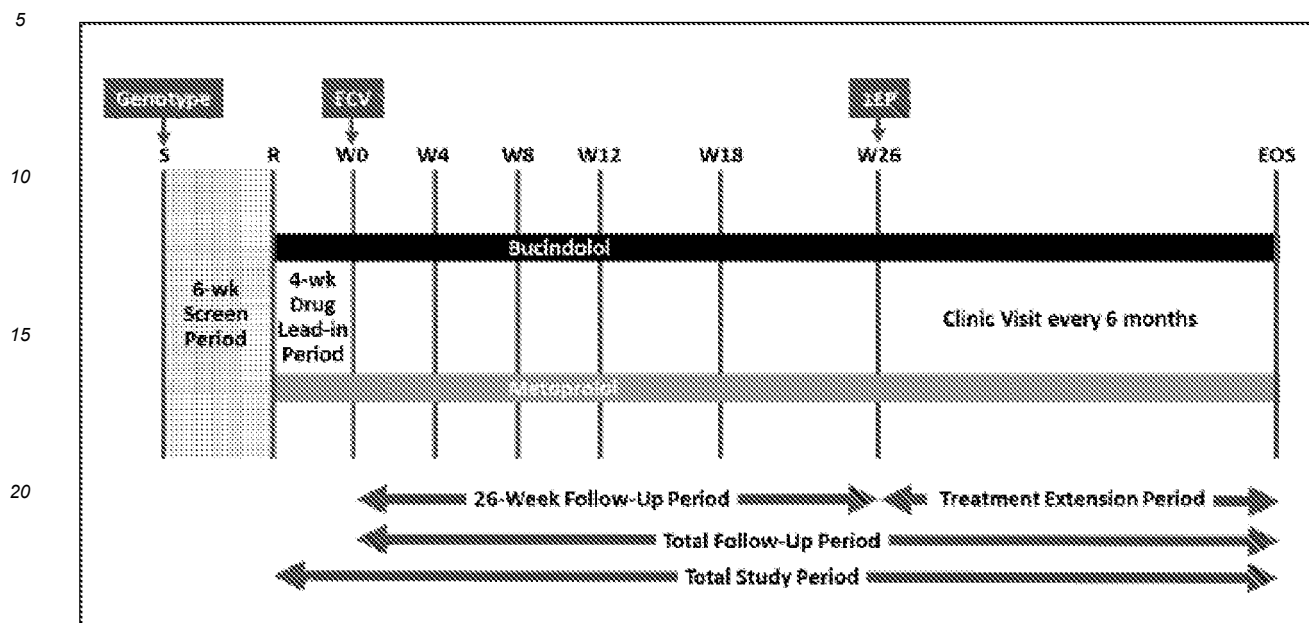 5
Genotype
ECV
S R W0 W4 W8 W12 W18 W26 EOS
10
Bucindolol
6-wk
Screen
Period
4-wk
Drug
Lead-in
Period
15
Clinic Visit every 6 months
Metoprolol
20
26-Week Follow-Up Period
Treatment Extension Period
Total Follow-Up Period
Total Study Period